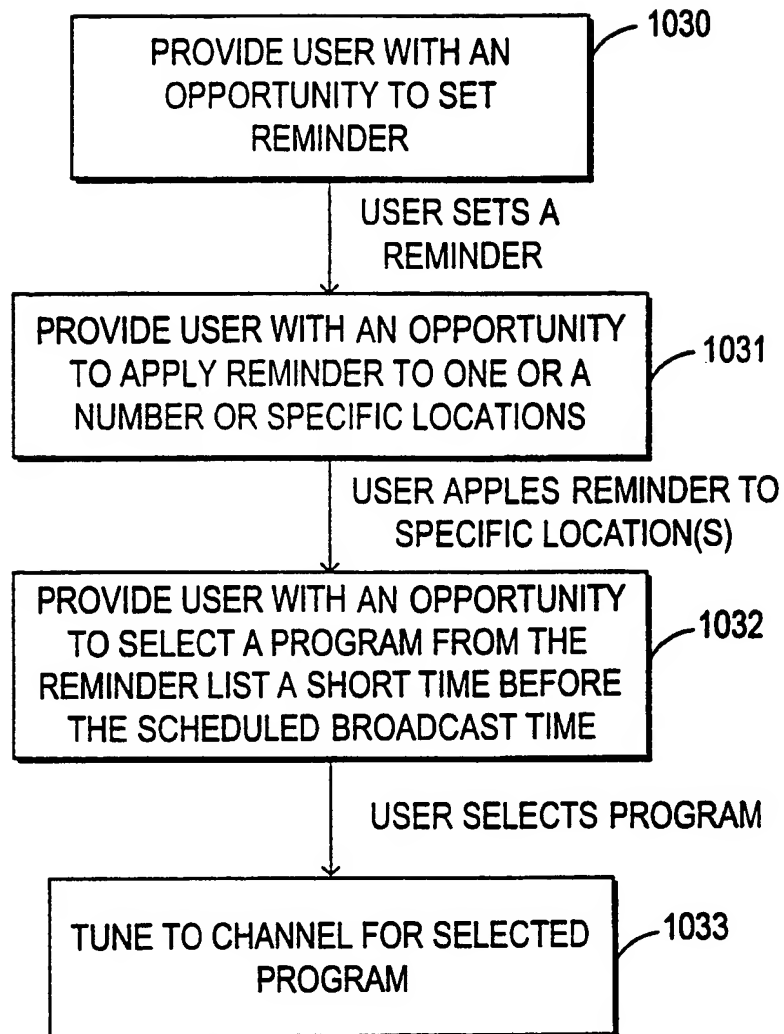 PROVIDE USER WITH AN
OPPORTUNITY TO SET
REMINDER
1030
USER SETS A
REMINDER
PROVIDE USER WITH AN OPPORTUNITY
TO APPLY REMINDER TO ONE OR A
NUMBER OR SPECIFIC LOCATIONS
1031
USER APPLES REMINDER TO
SPECIFIC LOCATION(S)
PROVIDE USER WITH AN OPPORTUNITY
TO SELECT A PROGRAM FROM THE
REMINDER LIST A SHORT TIME BEFORE
THE SCHEDULED BROADCAST TIME
1032
USER SELECTS PROGRAM
TUNE TO CHANNEL FOR SELECTED
PROGRAM
1033